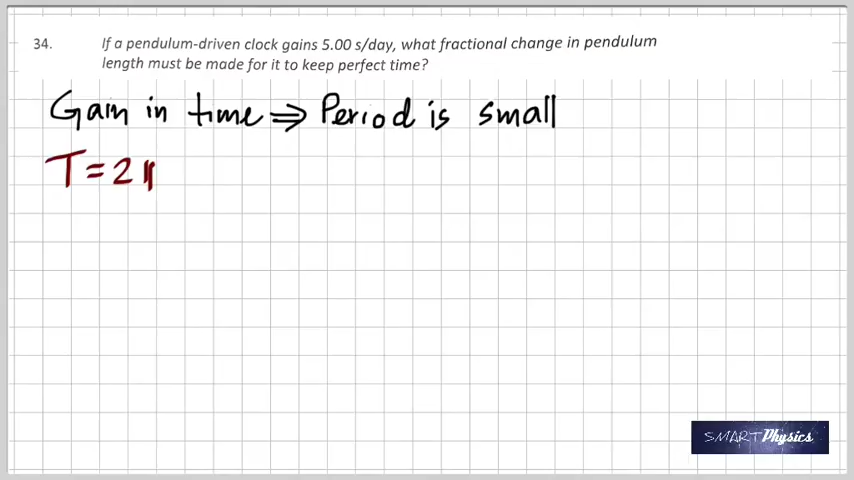 34. If a pendulum-driven clock gains 5.00 s/day, what fractional change in pendulum
length must be made for it to keep perfect time?
Gain in time ⇒ Period is small
T = 2
SMARTPhysics